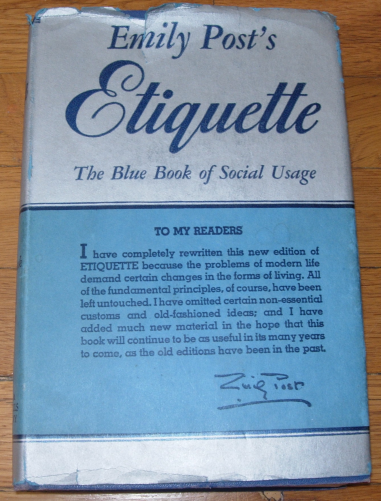 Emily Post's
Etiquette
The Blue Book of Social Usage
TO MY READERS
I have completely rewritten this new edition of
ETIQUETTE because the problems of modern life
demand certain changes in the forms of living. All
of the fundamental principles, of course, have been
left untouched. I have omitted certain non-essential
customs and old-fashioned ideas; and I have
added much new material in the hope that this
book will continue to be as useful in its many years
to come, as the old editions have been in the past.
Emily Post